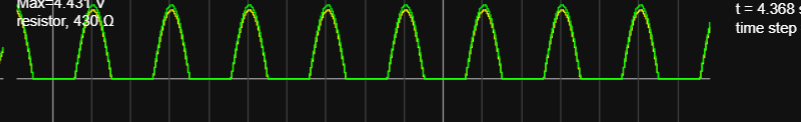 Max=4.431 V
resistor, 430 Ω
t = 4.368 s
time step